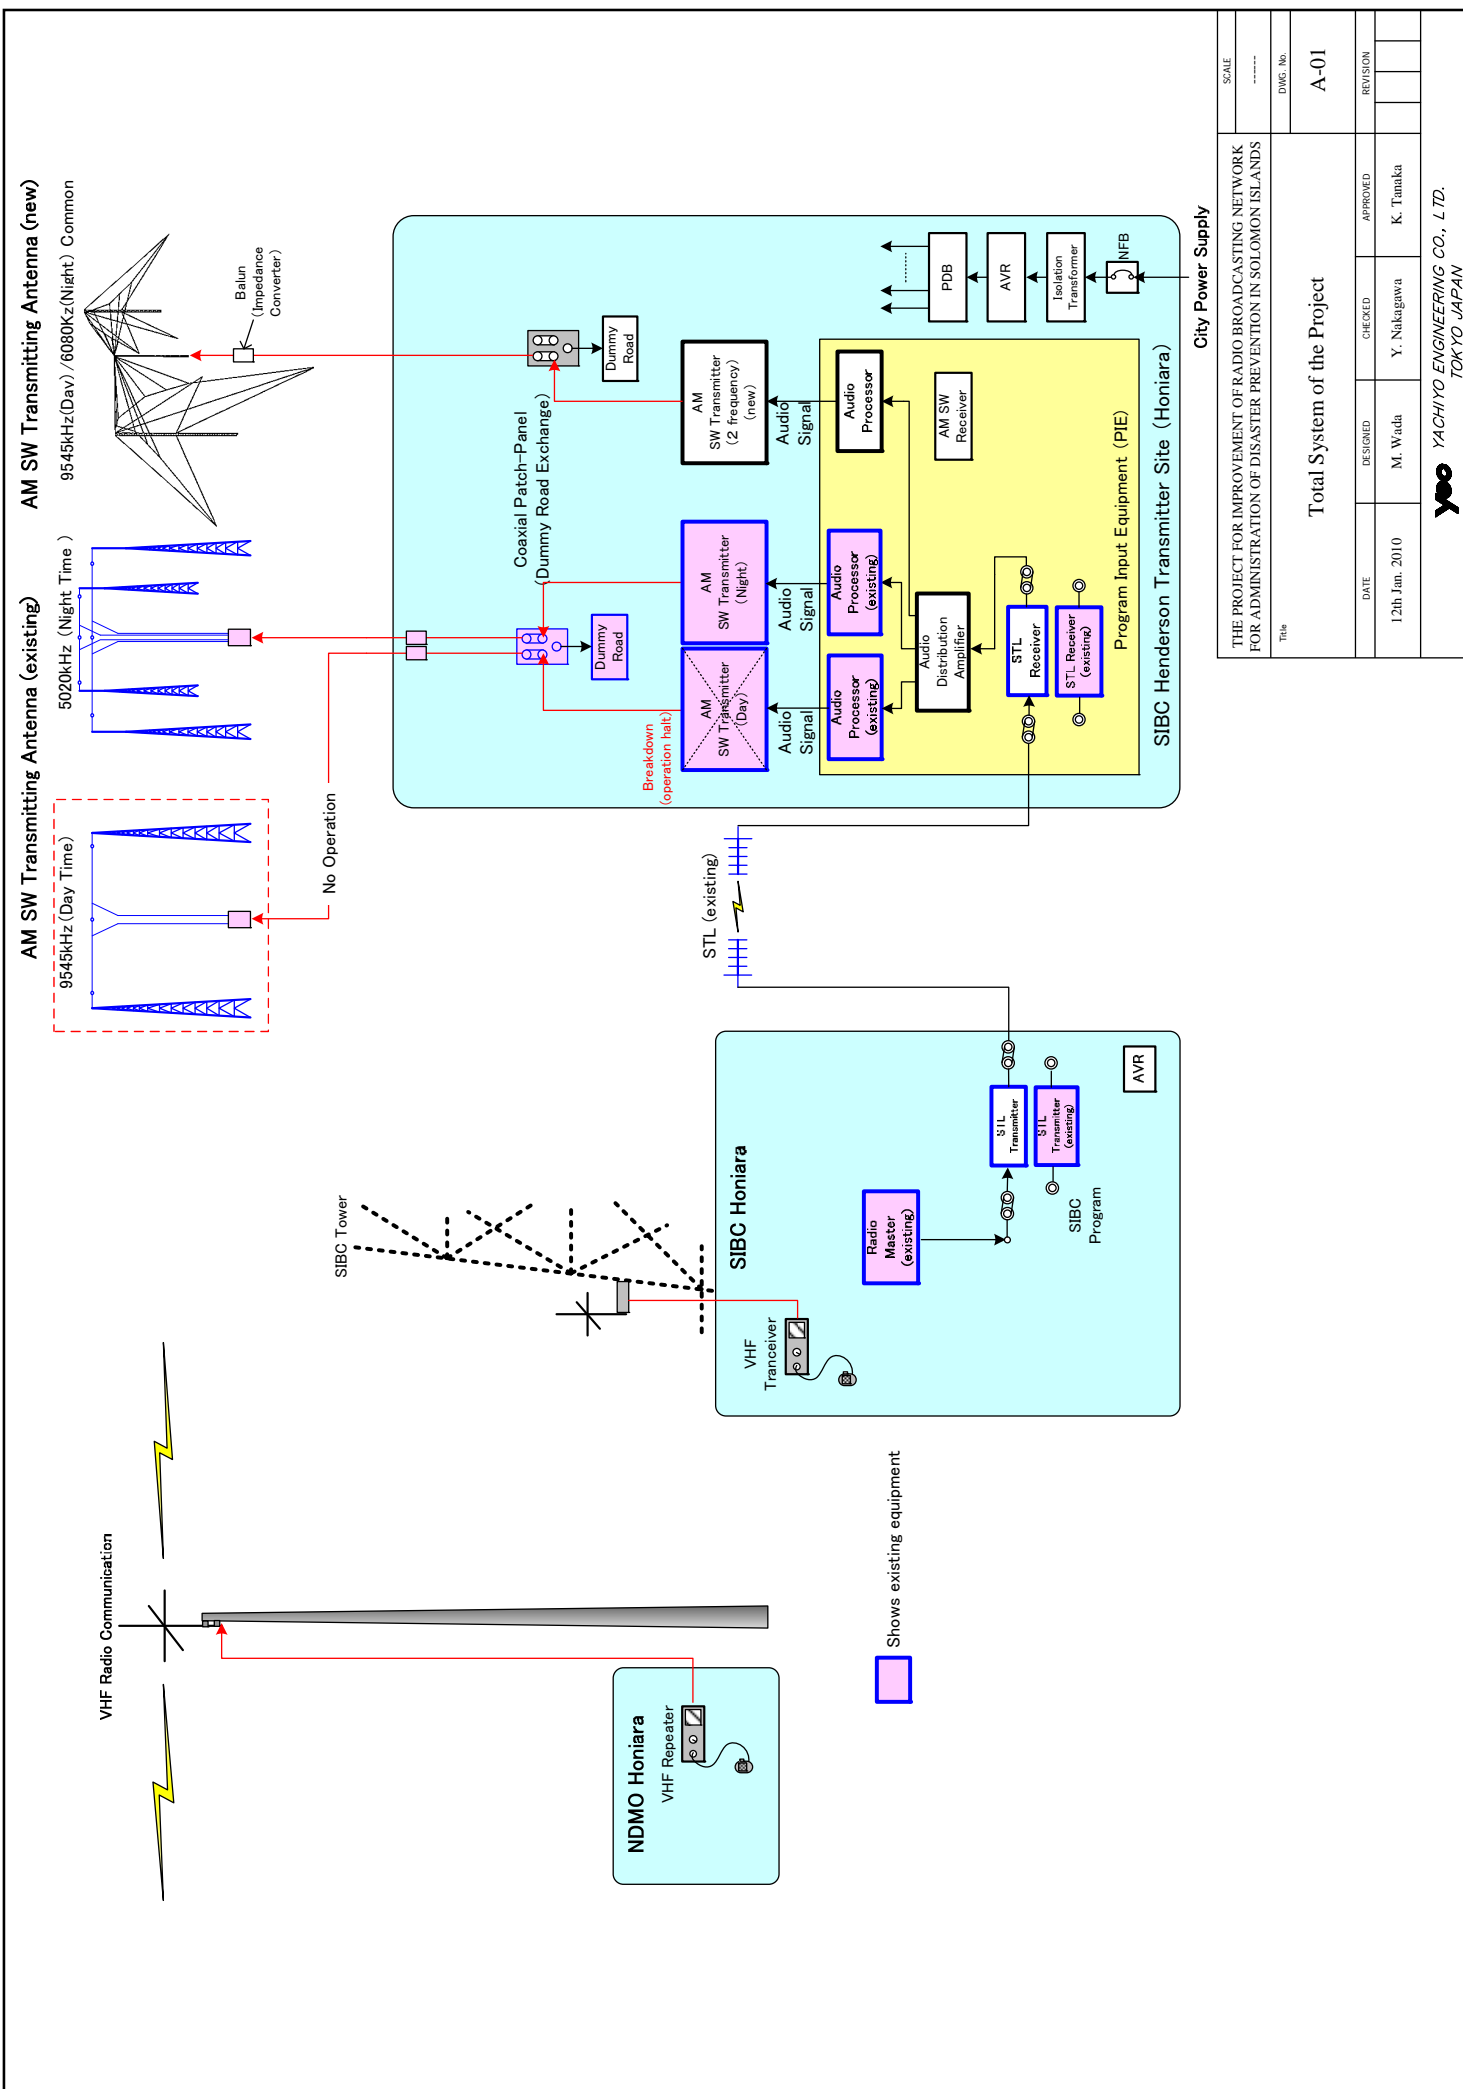 AM SW Transmitting Antenna (existing)
AM SW Transmitting Antenna (new)
9545kHz(Day Time)
5020kHz (Night Time )
9545kHz(Day) /6080Kz(Night) Common
Balun
(Impedance
Converter)
No Operation
VHF Radio Communication
SIBC Tower
NDMO Honiara
VHF Repeater
Shows existing equipment
SIBC Honiara
VHF
Tranceiver
Radio
Master
(existing)
STL
Transmitter
STL
Transmitter
(existing)
SIBC
Program
AVR
STL (existing)
Coaxial Patch-Panel
(Dummy Road Exchange)
Dummy
Road
Dummy
Road
Breakdown
(operation halt)
AM
SW Transmitter
(Day)
AM
SW Transmitter
(Night)
AM
SW Transmitter
(2 frequency)
(new)
Audio
Signal
Audio
Signal
Audio
Signal
Audio
Processor
(existing)
Audio
Processor
(existing)
Audio
Processor
Audio
Distribution
Amplifier
AM SW
Receiver
STL
Receiver
STL Receiver
(existing)
Program Input Equipment (PIE)
SIBC Henderson Transmitter Site (Honiara)
PDB
AVR
Isolation
Transformer
NFB
City Power Supply
THE PROJECT FOR IMPROVEMENT OF RADIO BROADCASTING NETWORK
FOR ADMINISTRATION OF DISASTER PREVENTION IN SOLOMON ISLANDS
SCALE
------
Title
Total System of the Project
DWG. No.
A-01
DATE
DESIGNED
CHECKED
APPROVED
REVISION
12th Jan. 2010
M. Wada
Y. Nakagawa
K. Tanaka
yeo YACHIYO ENGINEERING CO., LTD.
TOKYO JAPAN